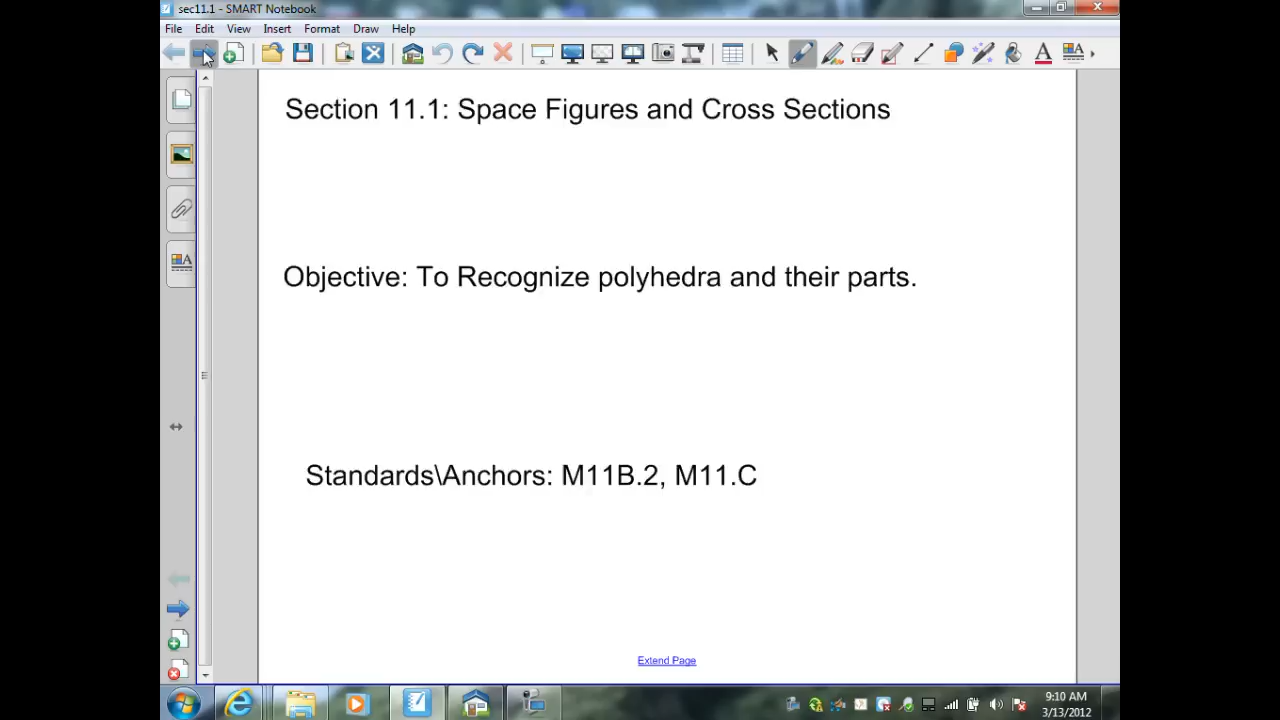 sec11.1 - SMART Notebook
File Edit View Insert Format Draw Help
Section 11.1: Space Figures and Cross Sections
Objective: To Recognize polyhedra and their parts.
Standards\Anchors: M11B.2, M11.C
Extend Page
9:10 AM
3/13/2012